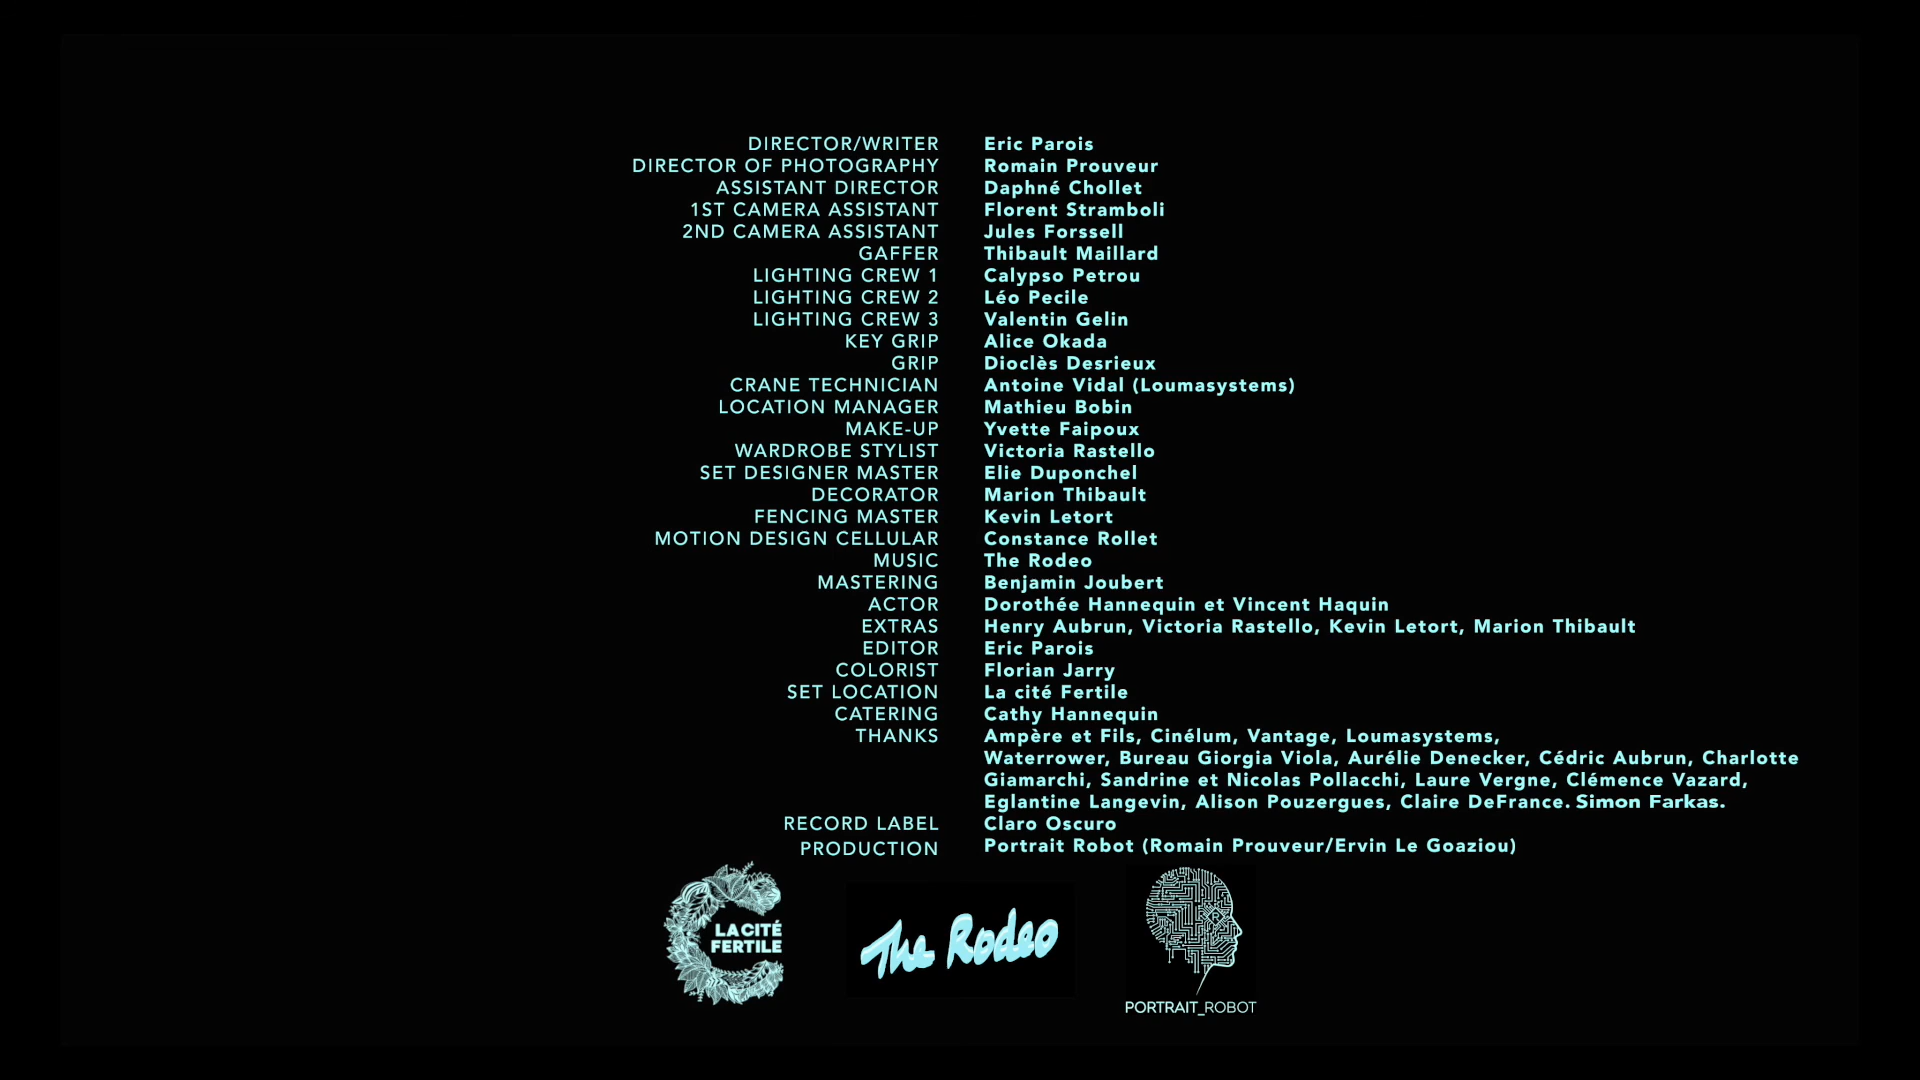 DIRECTOR/WRITER Eric Parois
DIRECTOR OF PHOTOGRAPHY Romain Prouveur
ASSISTANT DIRECTOR Daphné Chollet
1ST CAMERA ASSISTANT Florent Stramboli
2ND CAMERA ASSISTANT Jules Forssell
GAFFER Thibault Maillard
LIGHTING CREW 1 Calypso Petrou
LIGHTING CREW 2 Léo Pecile
LIGHTING CREW 3 Valentin Gelin
KEY GRIP Alice Okada
GRIP Dioclès Desrieux
CRANE TECHNICIAN Antoine Vidal (Loumasystems)
LOCATION MANAGER Mathieu Bobin
MAKE-UP Yvette Faipoux
WARDROBE STYLIST Victoria Rastello
SET DESIGNER MASTER Elie Duponchel
DECORATOR Marion Thibault
FENCING MASTER Kevin Letort
MOTION DESIGN CELLULAR Constance Rollet
MUSIC The Rodeo
MASTERING Benjamin Joubert
ACTOR Dorothée Hannequin et Vincent Haquin
EXTRAS Henry Aubrun, Victoria Rastello, Kevin Letort, Marion Thibault
EDITOR Eric Parois
COLORIST Florian Jarry
SET LOCATION La cité Fertile
CATERING Cathy Hannequin
THANKS Ampère et Fils, Cinélum, Vantage, Loumasystems,
Waterrower, Bureau Giorgia Viola, Aurélie Denecker, Cédric Aubrun, Charlotte
Giamarchi, Sandrine et Nicolas Pollacchi, Laure Vergne, Clémence Vazard,
Eglantine Langevin, Alison Pouzergues, Claire DeFrance. Simon Farkas.
RECORD LABEL Claro Oscuro
PRODUCTION Portrait Robot (Romain Prouveur/Ervin Le Goaziou)
LA CITÉ
FERTILE
The Rodeo
R
PORTRAIT_ROBOT